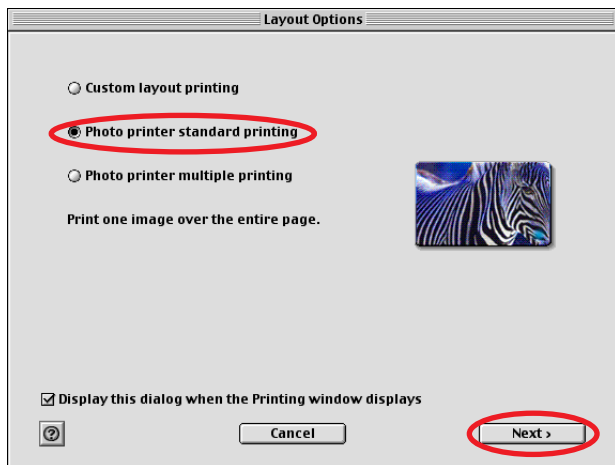 Layout Options
Custom layout printing
Photo printer standard printing
Photo printer multiple printing
Print one image over the entire page.
Display this dialog when the Printing window displays
?
Cancel
Next ›